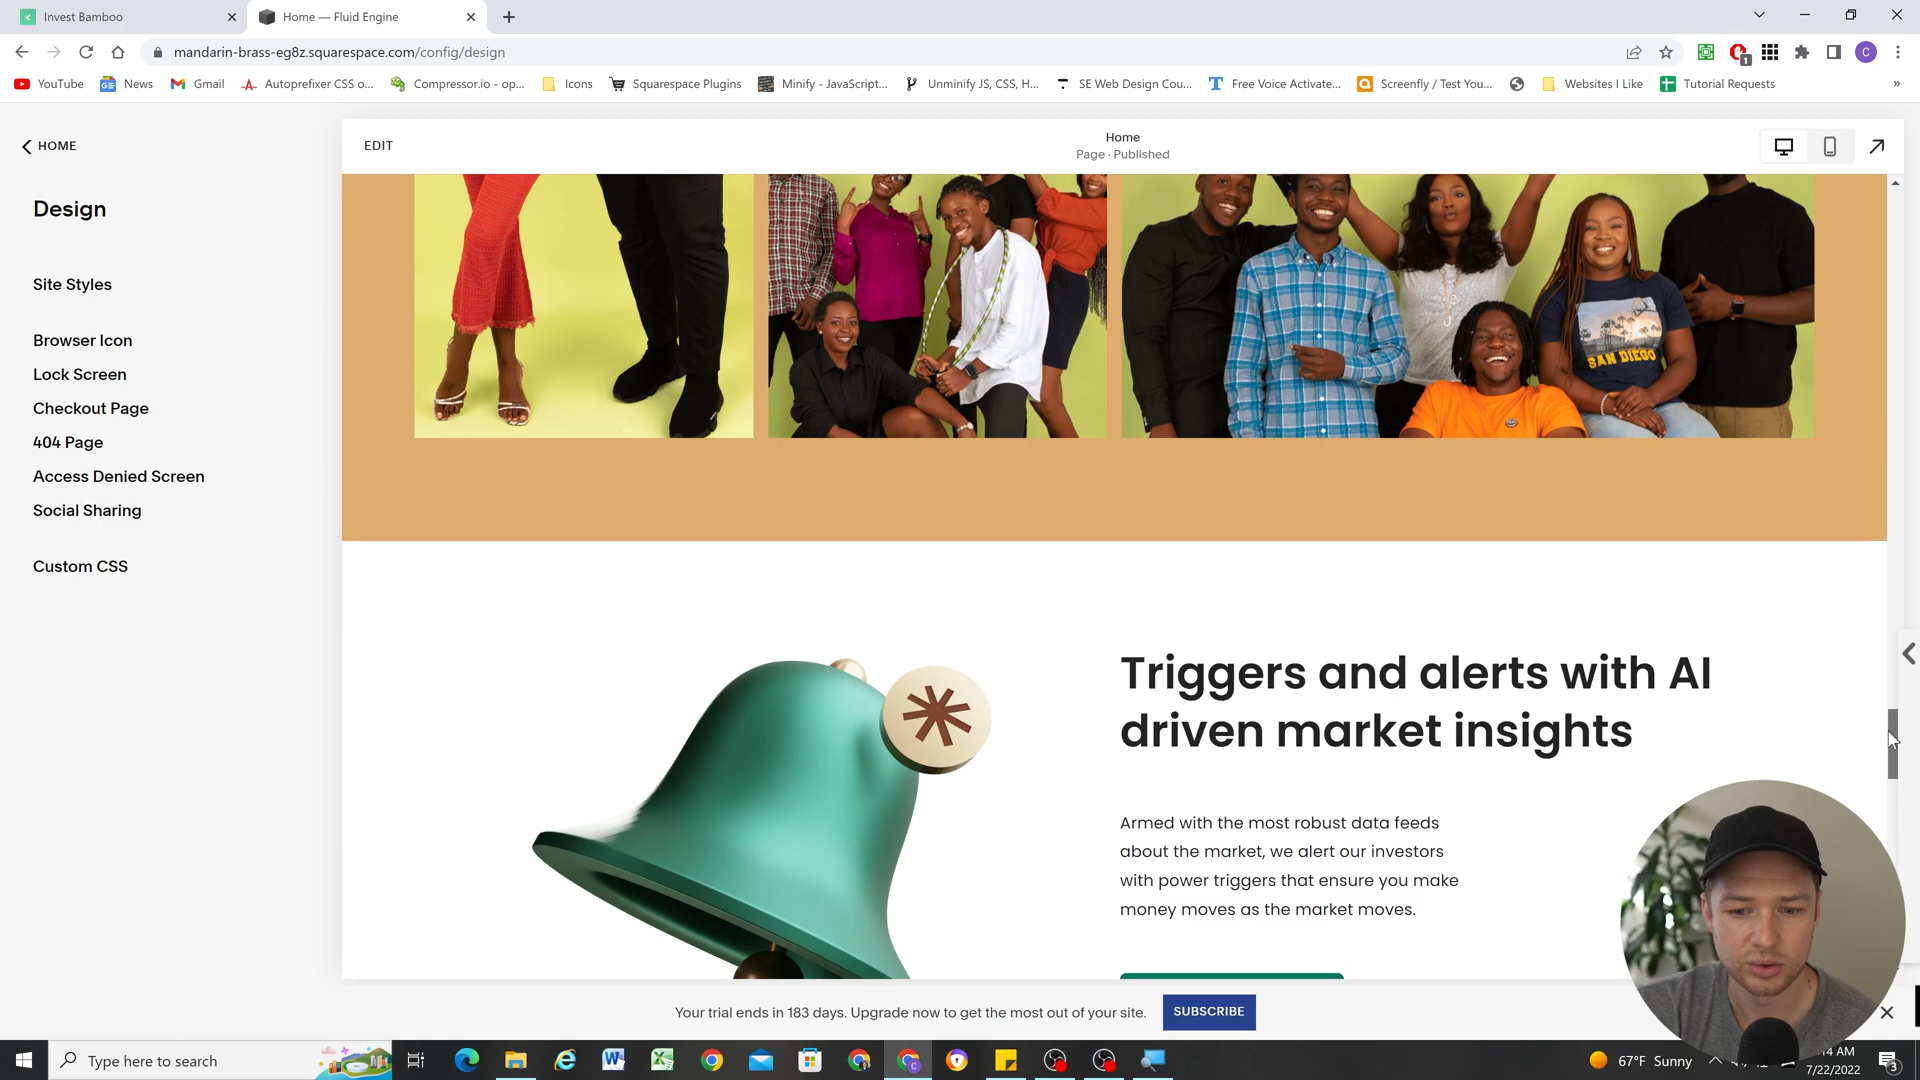 Invest Bamboo
Home — Fluid Engine
mandarin-brass-eg8z.squarespace.com/config/design
YouTube
News
Gmail
Autoprefixer CSS o...
Compressor.io - op...
Icons
Squarespace Plugins
Minify - JavaScript...
Unminify JS, CSS, H...
SE Web Design Cou...
Free Voice Activate...
Screenfly / Test You...
Websites I Like
Tutorial Requests
»
HOME
EDIT
Home
Page · Published
Design
Site Styles
Browser Icon
Lock Screen
Checkout Page
404 Page
Access Denied Screen
Social Sharing
Custom CSS
SAN DIEGO
Triggers and alerts with AI
driven market insights
Armed with the most robust data feeds
about the market, we alert our investors
with power triggers that ensure you make
money moves as the market moves.
Your trial ends in 183 days. Upgrade now to get the most out of your site.
SUBSCRIBE
Type here to search
67°F Sunny
14 AM
7/22/2022
3